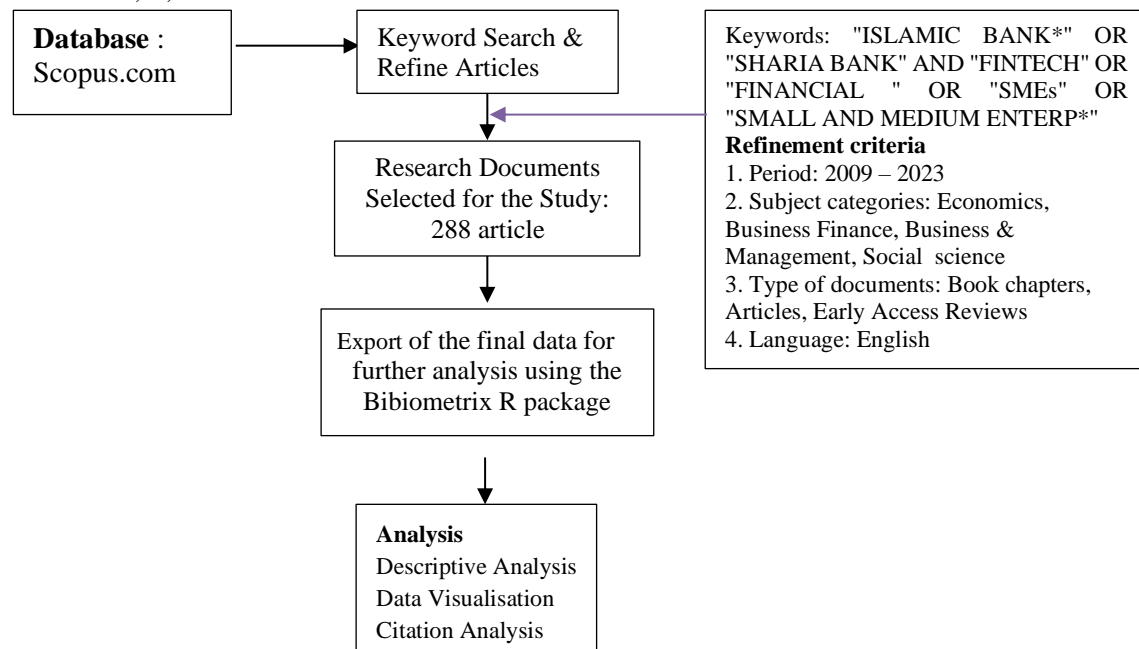 Database :
Scopus.com
Keyword Search &
Refine Articles
Keywords: "ISLAMIC BANK*" OR
"SHARIA BANK" AND "FINTECH" OR
"FINANCIAL " OR "SMEs" OR
"SMALL AND MEDIUM ENTERP*"
Refinement criteria
1. Period: 2009 – 2023
2. Subject categories: Economics,
Business Finance, Business &
Management, Social science
3. Type of documents: Book chapters,
Articles, Early Access Reviews
4. Language: English
Research Documents
Selected for the Study:
288 article
Export of the final data for
further analysis using the
Bibiometrix R package
Analysis
Descriptive Analysis
Data Visualisation
Citation Analysis